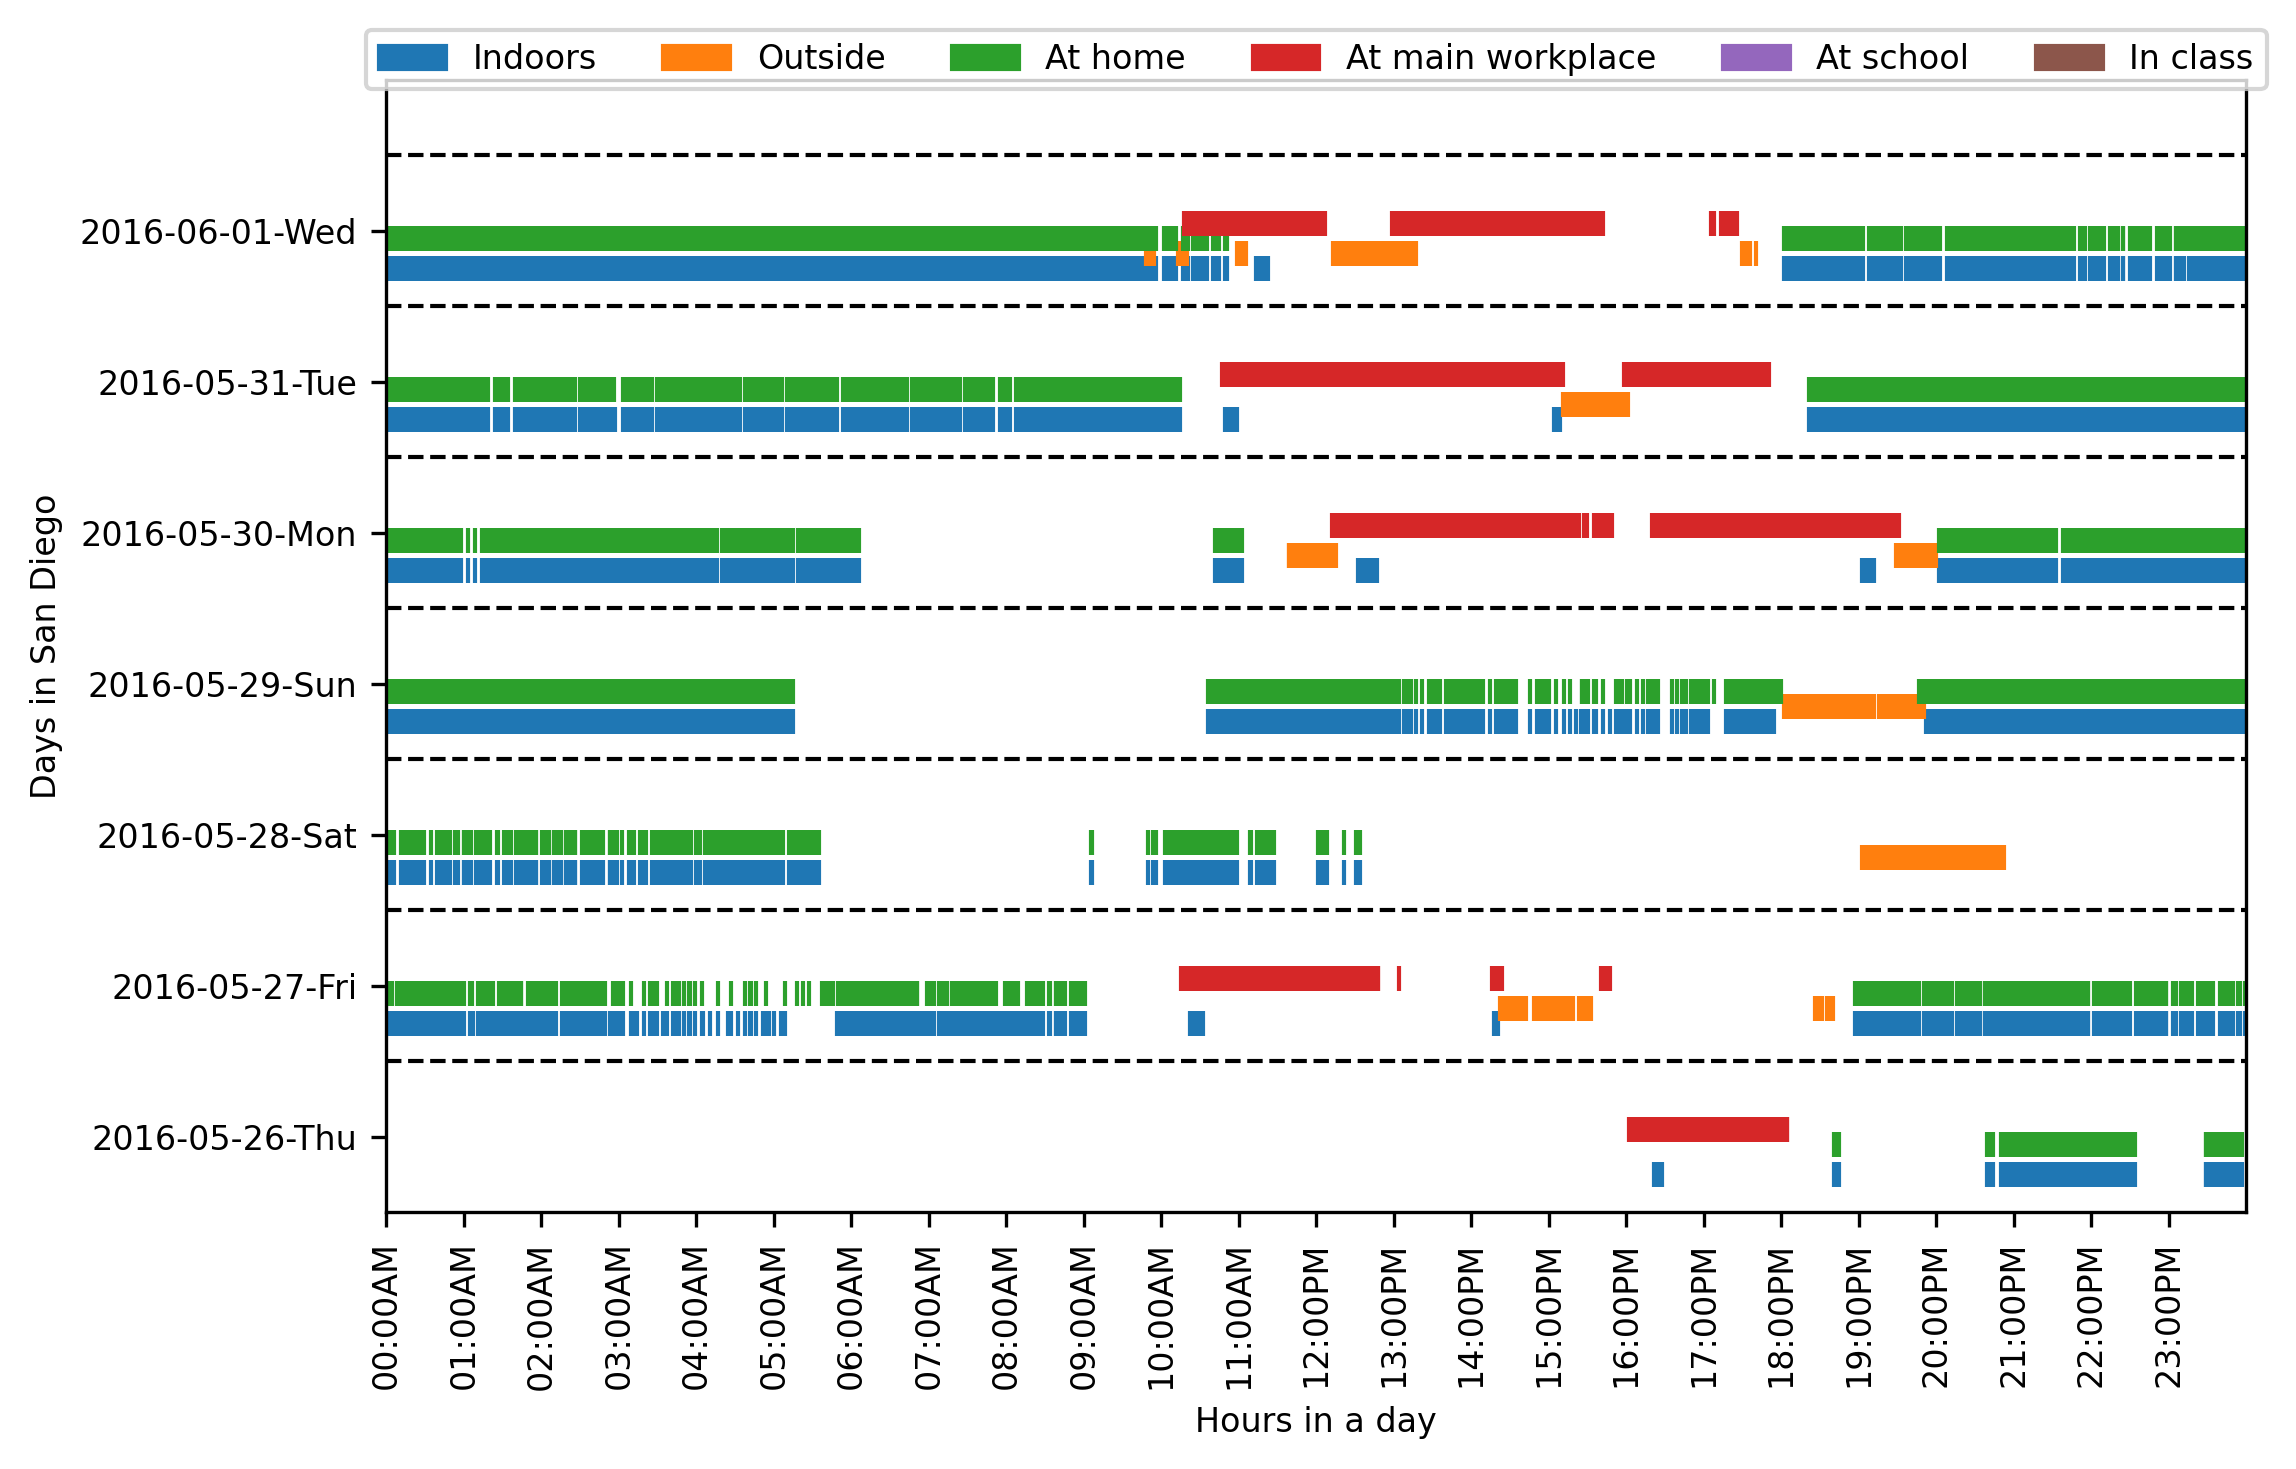 Indoors Outside At home At main workplace At school In class
Days in San Diego
2016-06-01-Wed
2016-05-31-Tue
2016-05-30-Mon
2016-05-29-Sun
2016-05-28-Sat
2016-05-27-Fri
2016-05-26-Thu
00:00AM
01:00AM
02:00AM
03:00AM
04:00AM
05:00AM
06:00AM
07:00AM
08:00AM
09:00AM
10:00AM
11:00AM
12:00PM
13:00PM
14:00PM
15:00PM
16:00PM
17:00PM
18:00PM
19:00PM
20:00PM
21:00PM
22:00PM
23:00PM
Hours in a day